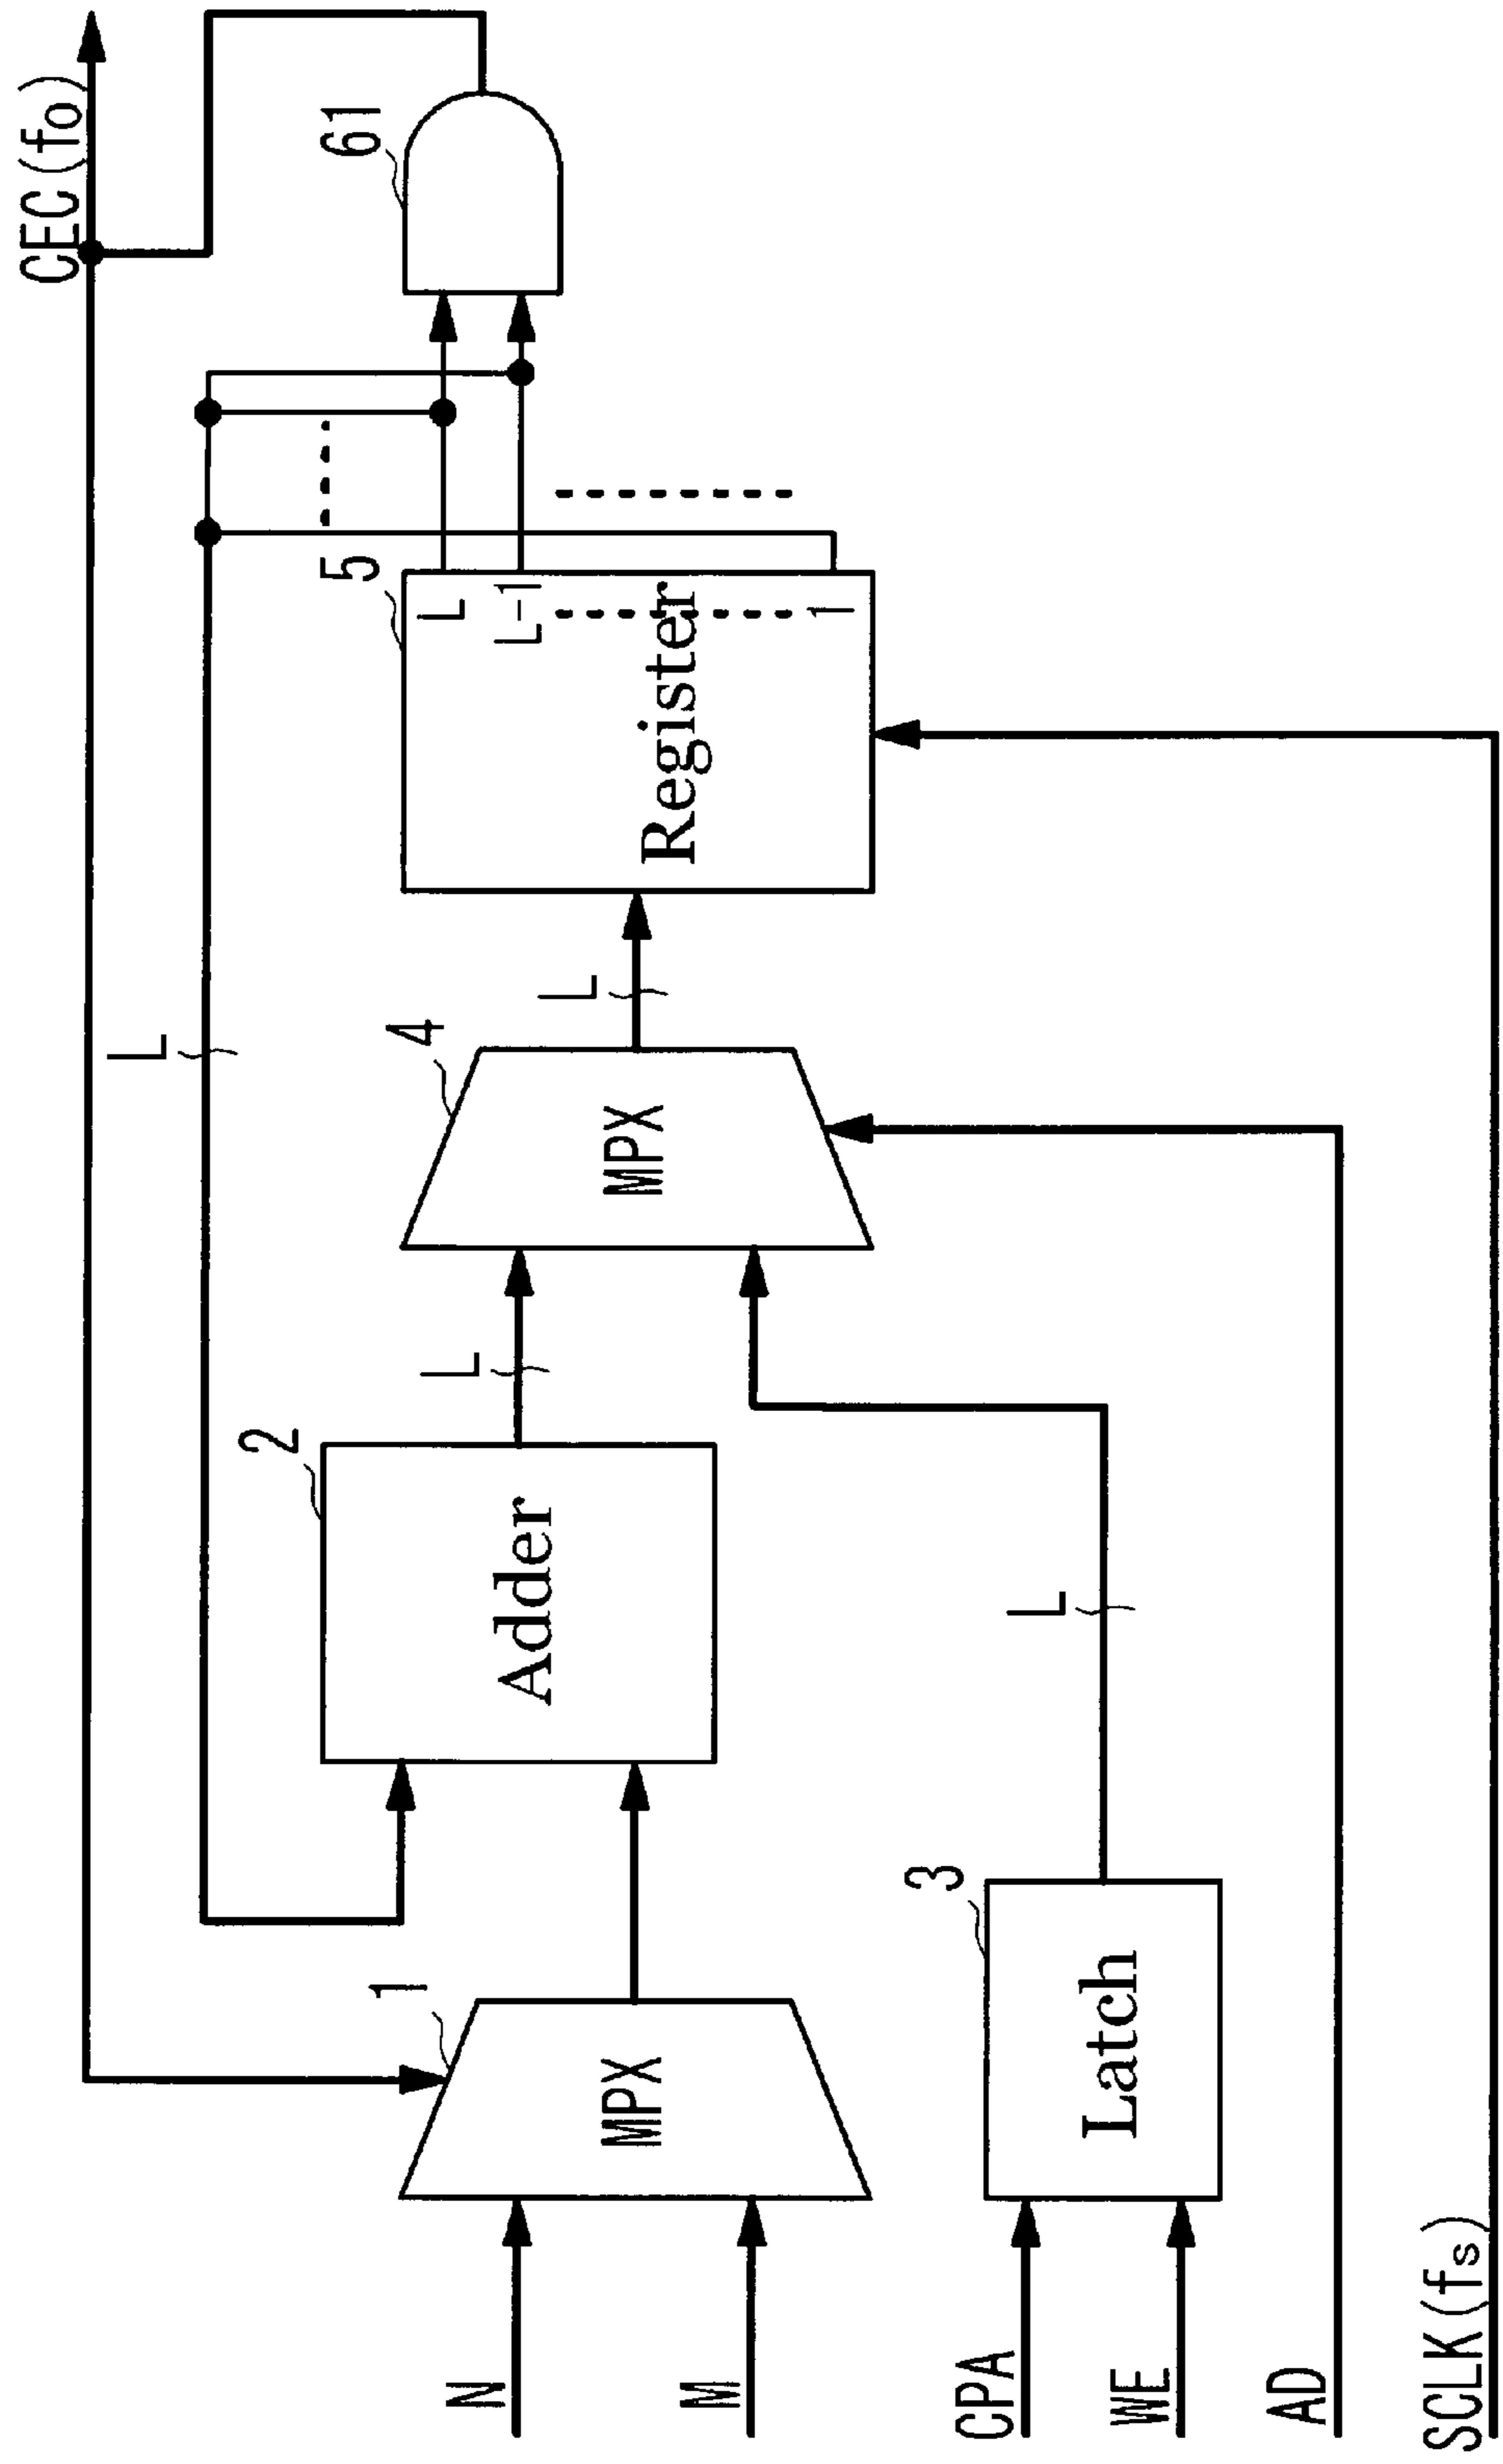 CEC(fo)
L
61
5
L
L-1
1
Register
4
L
MPX
2
L
Adder
1
MPX
3
L
Latch
N
M
CPA
WE
AD
SCLK(fs)